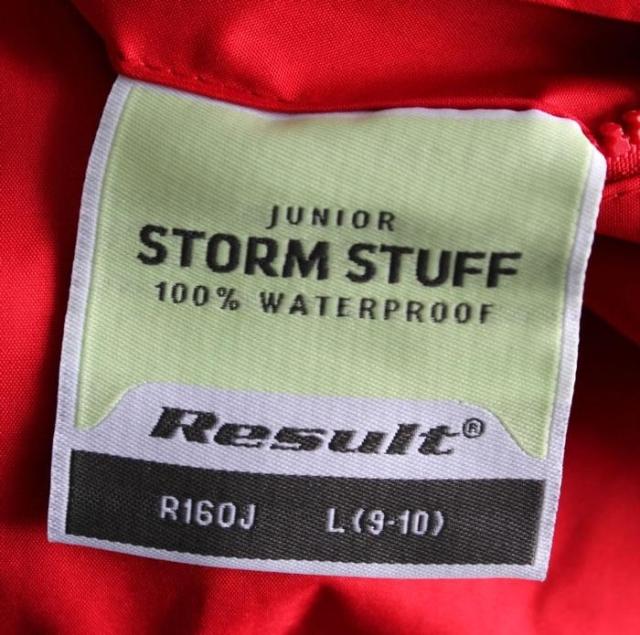 JUNIOR
STORM STUFF
100% WATERPROOF
Result®
R160J L(9-10)